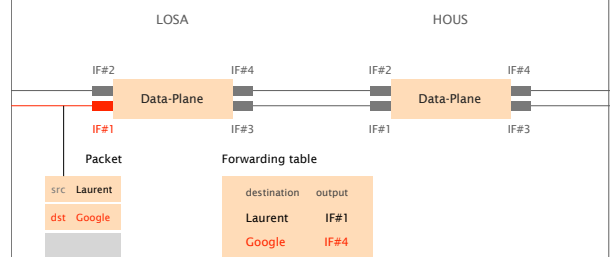 LOSA HOUS
IF#2 IF#4 IF#2 IF#4
Data-Plane Data-Plane
IF#1 IF#3 IF#1 IF#3
Packet Forwarding table
src Laurent
dst Google
destination output
Laurent IF#1
Google IF#4